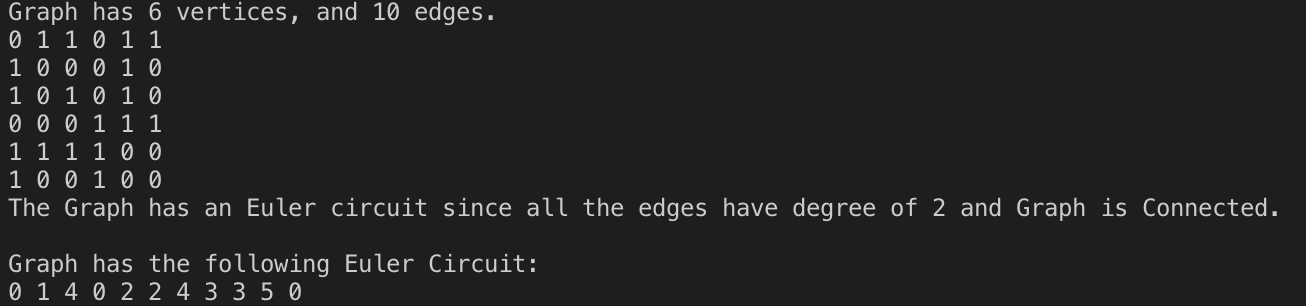 Graph has 6 vertices, and 10 edges.
0 1 1 0 1 1
1 0 0 0 1 0
1 0 1 0 1 0
0 0 0 1 1 1
1 1 1 1 0 0
1 0 0 1 0 0
The Graph has an Euler circuit since all the edges have degree of 2 and Graph is Connected.
Graph has the following Euler Circuit:
0 1 4 0 2 2 4 3 3 5 0